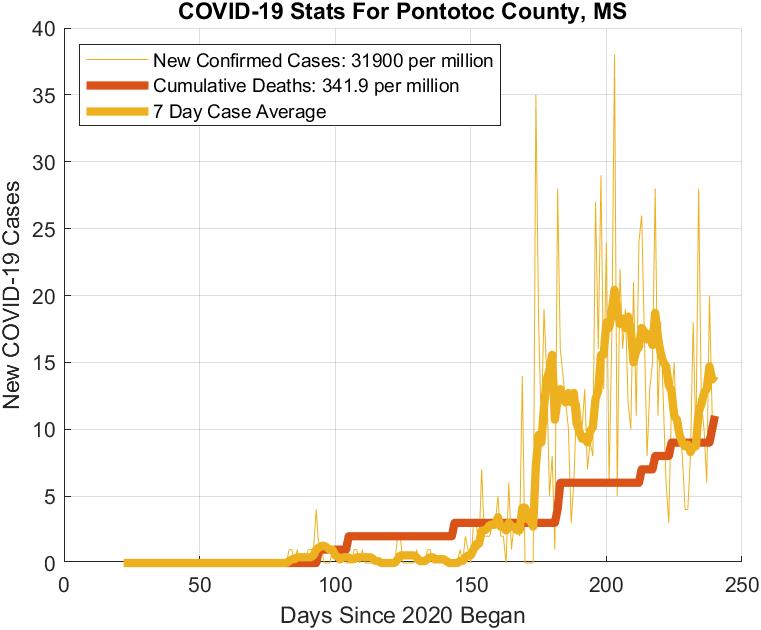 COVID-19 Stats For Pontotoc County, MS
New Confirmed Cases: 31900 per million
Cumulative Deaths: 341.9 per million
7 Day Case Average
New COVID-19 Cases
40
35
30
25
20
15
10
5
0
0 50 100 150 200 250
Days Since 2020 Began